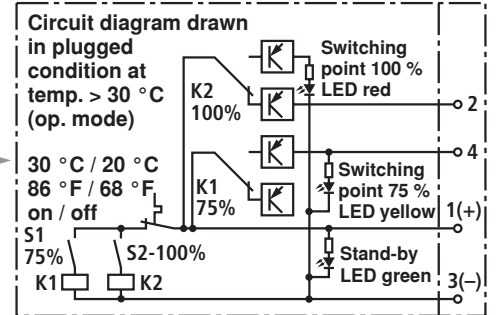 Circuit diagram drawn
in plugged
condition at
temp. > 30 °C
(op. mode)
30 °C / 20 °C
86 °F / 68 °F
on / off
S1
75%
K1
S2-100%
K2
K2
100%
K1
75%
Switching
point 100 %
LED red
Switching
point 75 %
LED yellow
Stand-by
LED green
2
4
1(+)
3(–)